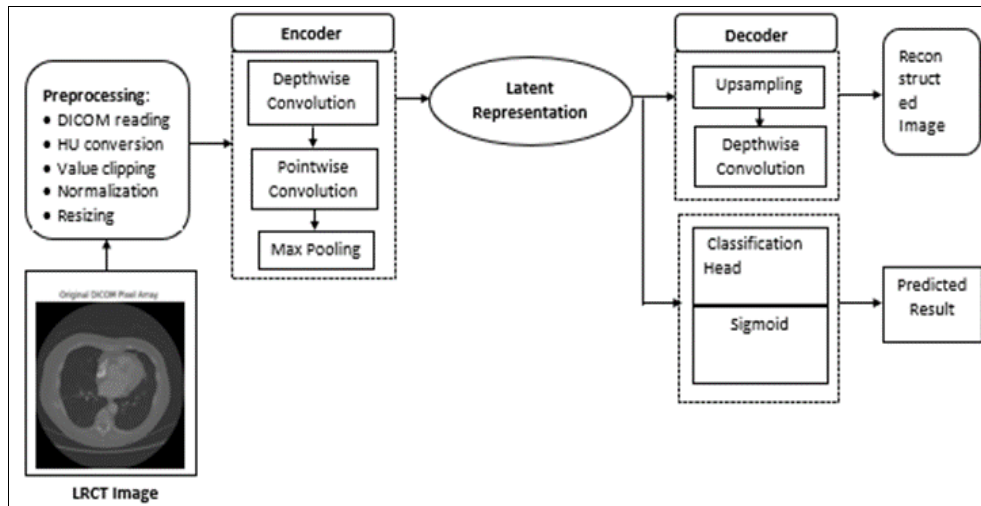 Encoder
Depthwise
Convolution
Pointwise
Convolution
Max Pooling
Preprocessing:
• DICOM reading
• HU conversion
• Value clipping
• Normalization
• Resizing
Original DICOM Pixel Array
LRCT Image
Latent
Representation
Decoder
Upsampling
Depthwise
Convolution
Recon
struct
ed
Image
Classification
Head
Sigmoid
Predicted
Result